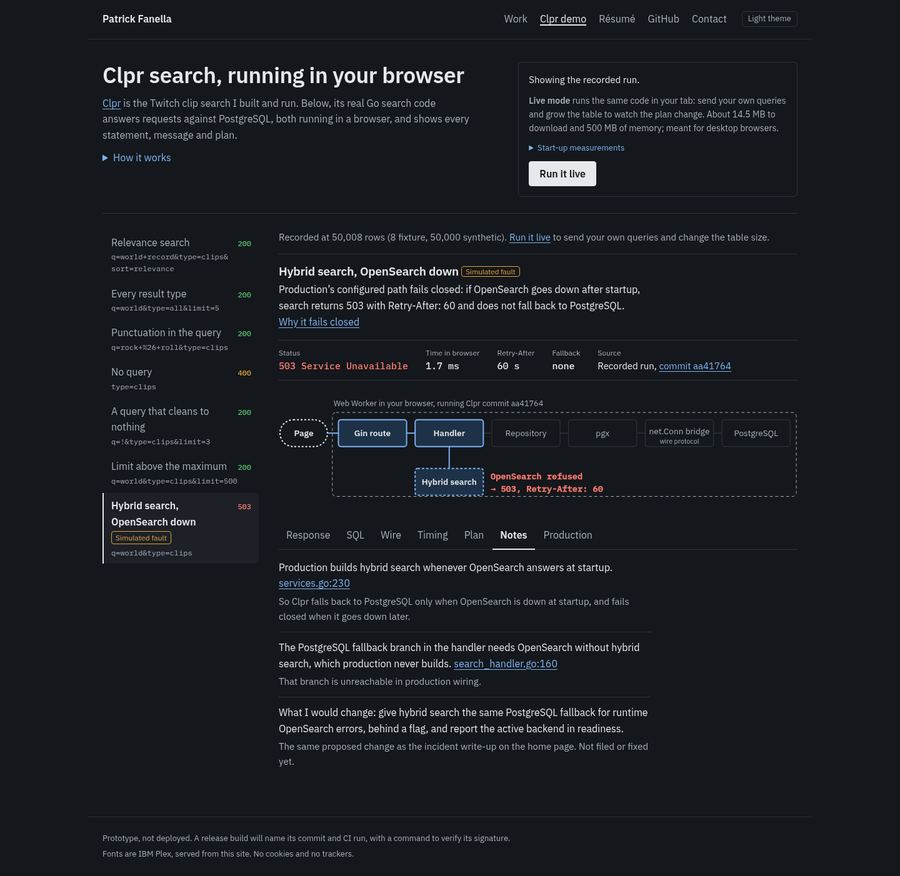 Patrick Fanella
Work Clpr demo Résumé GitHub Contact Light theme
Clpr search, running in your browser
Clpr is the Twitch clip search I built and run. Below, its real Go search code
answers requests against PostgreSQL, both running in a browser, and shows every
statement, message and plan.
How it works
Showing the recorded run.
Live mode runs the same code in your tab: send your own queries
and grow the table to watch the plan change. About 14.5 MB to
download and 500 MB of memory; meant for desktop browsers.
Start-up measurements
Run it live
Relevance search 200
q=world+record&type=clips&
sort=relevance
Every result type 200
q=world&type=all&limit=5
Punctuation in the query 200
q=rock+%26+roll&type=clips
No query 400
type=clips
A query that cleans to 200
nothing
q=!&type=clips&limit=3
Limit above the maximum 200
q=world&type=clips&limit=500
Hybrid search, 503
OpenSearch down
Simulated fault
q=world&type=clips
Recorded at 50,008 rows (8 fixture, 50,000 synthetic). Run it live to send your own queries and change the table size.
Hybrid search, OpenSearch down Simulated fault
Production's configured path fails closed: if OpenSearch goes down after startup,
search returns 503 with Retry-After: 60 and does not fall back to PostgreSQL.
Why it fails closed
Status Time in browser Retry-After Fallback Source
503 Service Unavailable 1.7 ms 60 s none Recorded run, commit aa41764
Web Worker in your browser, running Clpr commit aa41764
Page Gin route Handler Repository pgx net.Conn bridge PostgreSQL
wire protocol
Hybrid search OpenSearch refused
→ 503, Retry-After: 60
Response SQL Wire Timing Plan Notes Production
Production builds hybrid search whenever OpenSearch answers at startup.
services.go:230
So Clpr falls back to PostgreSQL only when OpenSearch is down at startup, and fails
closed when it goes down later.
The PostgreSQL fallback branch in the handler needs OpenSearch without hybrid
search, which production never builds. search_handler.go:160
That branch is unreachable in production wiring.
What I would change: give hybrid search the same PostgreSQL fallback for runtime
OpenSearch errors, behind a flag, and report the active backend in readiness.
The same proposed change as the incident write-up on the home page. Not filed or fixed
yet.
Prototype, not deployed. A release build will name its commit and CI run, with a command to verify its signature.
Fonts are IBM Plex, served from this site. No cookies and no trackers.